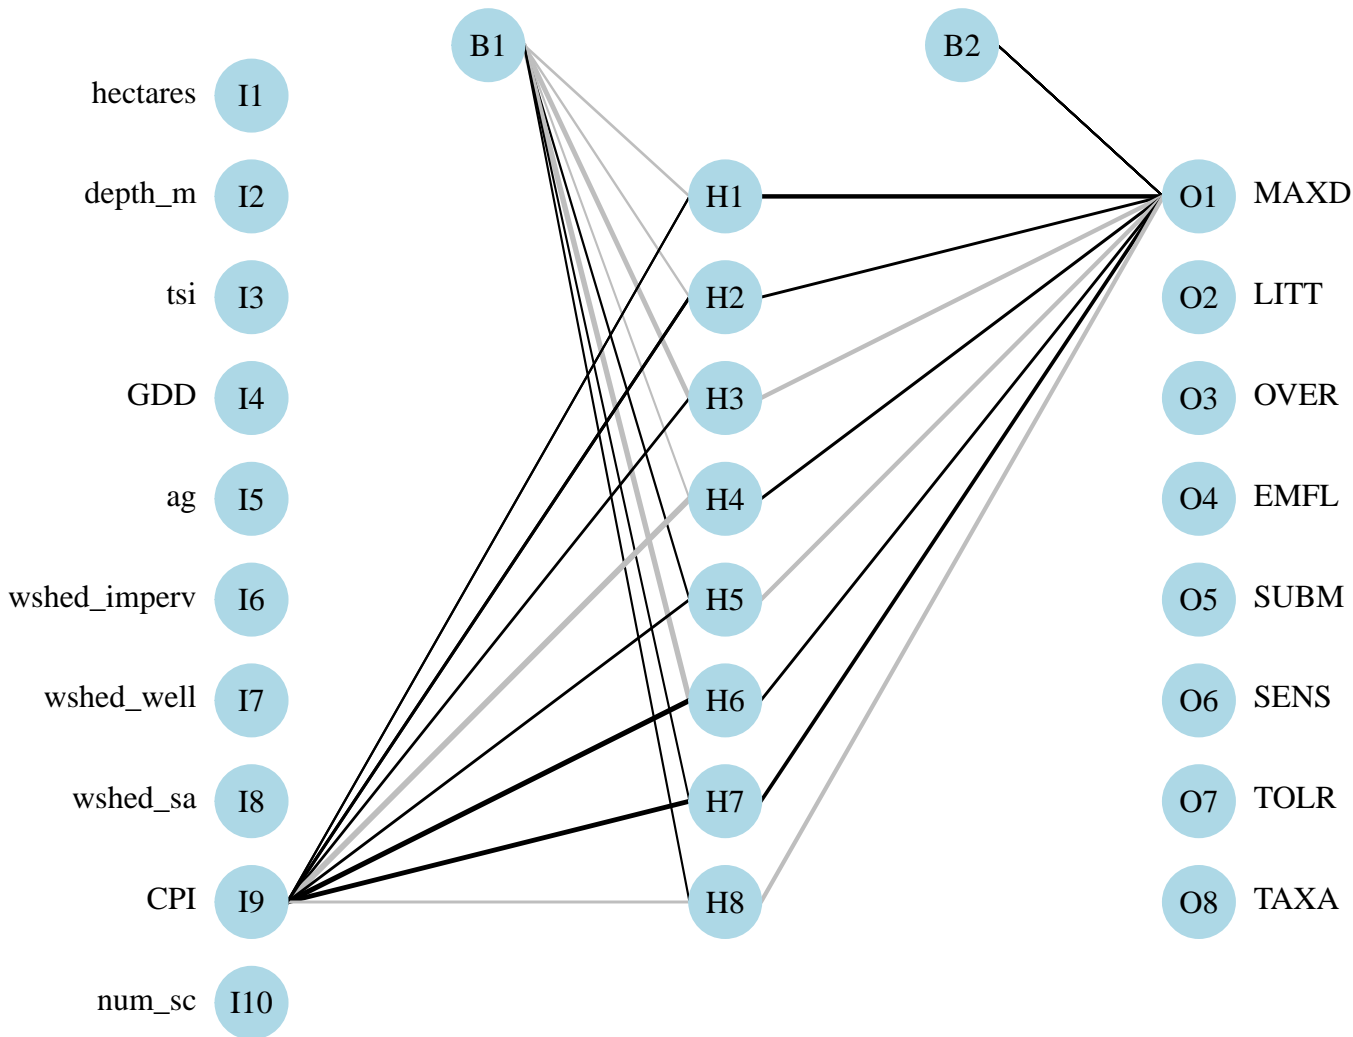 B1 B2
hectares I1
depth_m I2 H1 O1 MAXD
tsi I3 H2 O2 LITT
GDD I4 H3 O3 OVER
ag I5 H4 O4 EMFL
wshed_imperv I6 H5 O5 SUBM
wshed_well I7 H6 O6 SENS
wshed_sa I8 H7 O7 TOLR
CPI I9 H8 O8 TAXA
num_sc I10